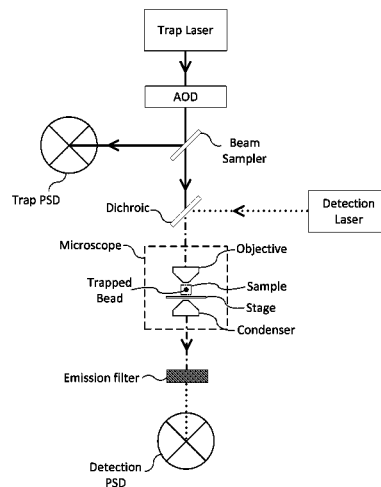 Trap Laser
AOD
Beam
Sampler
Trap PSD
Dichroic
Detection
Laser
Microscope
Objective
Trapped
Bead
Sample
Stage
Condenser
Emission filter
Detection
PSD